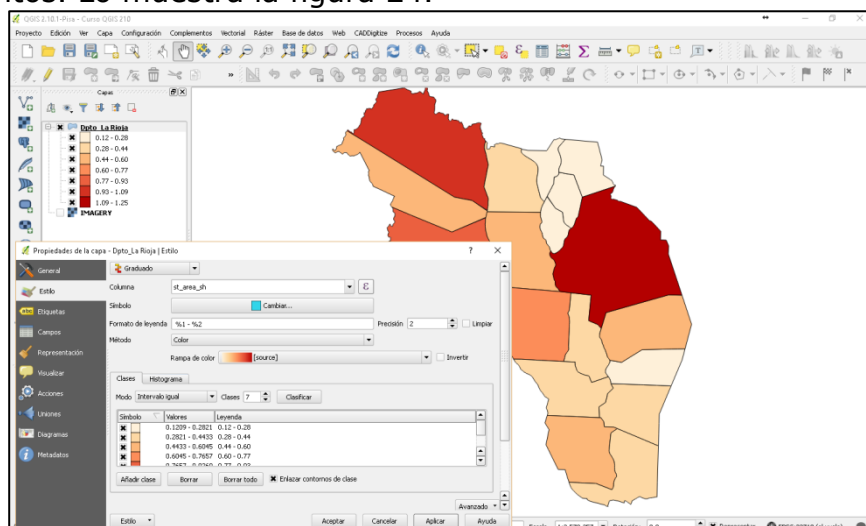 QGIS 2.18.1-Pira - Curso QGIS 210
Proyecto Edición Ver Capa Configuración Complementos Vectorial Ráster Base de datos Web CADDigitize Procesos Ayuda
Capas
Dpto_La Rioja
0.12 - 0.28
0.28 - 0.44
0.44 - 0.60
0.60 - 0.77
0.77 - 0.93
0.93 - 1.09
1.09 - 1.25
IMAGERY
Propiedades de la capa - Dpto_La Rioja | Estilo
General
Estilo
Etiquetas
Campos
Representación
Visualizar
Acciones
Uniones
Diagramas
Metadatos
Graduado
Columna st_area_sh
Símbolo Cambiar...
Formato de leyenda %1 - %2 Precisión 2 Limpiar
Método Color
Rampa de color [source] Invertir
Clases Histograma
Modo Intervalo igual Clases 7 Clasificar
Símbolo Valores Leyenda
0.1209 - 0.2821 0.12 - 0.28
0.2821 - 0.4433 0.28 - 0.44
0.4433 - 0.6045 0.44 - 0.60
0.6045 - 0.7657 0.60 - 0.77
Añadir clase Borrar Borrar todo Enlazar contornos de clase
Avanzado
Estilo Aceptar Cancelar Aplicar Ayuda